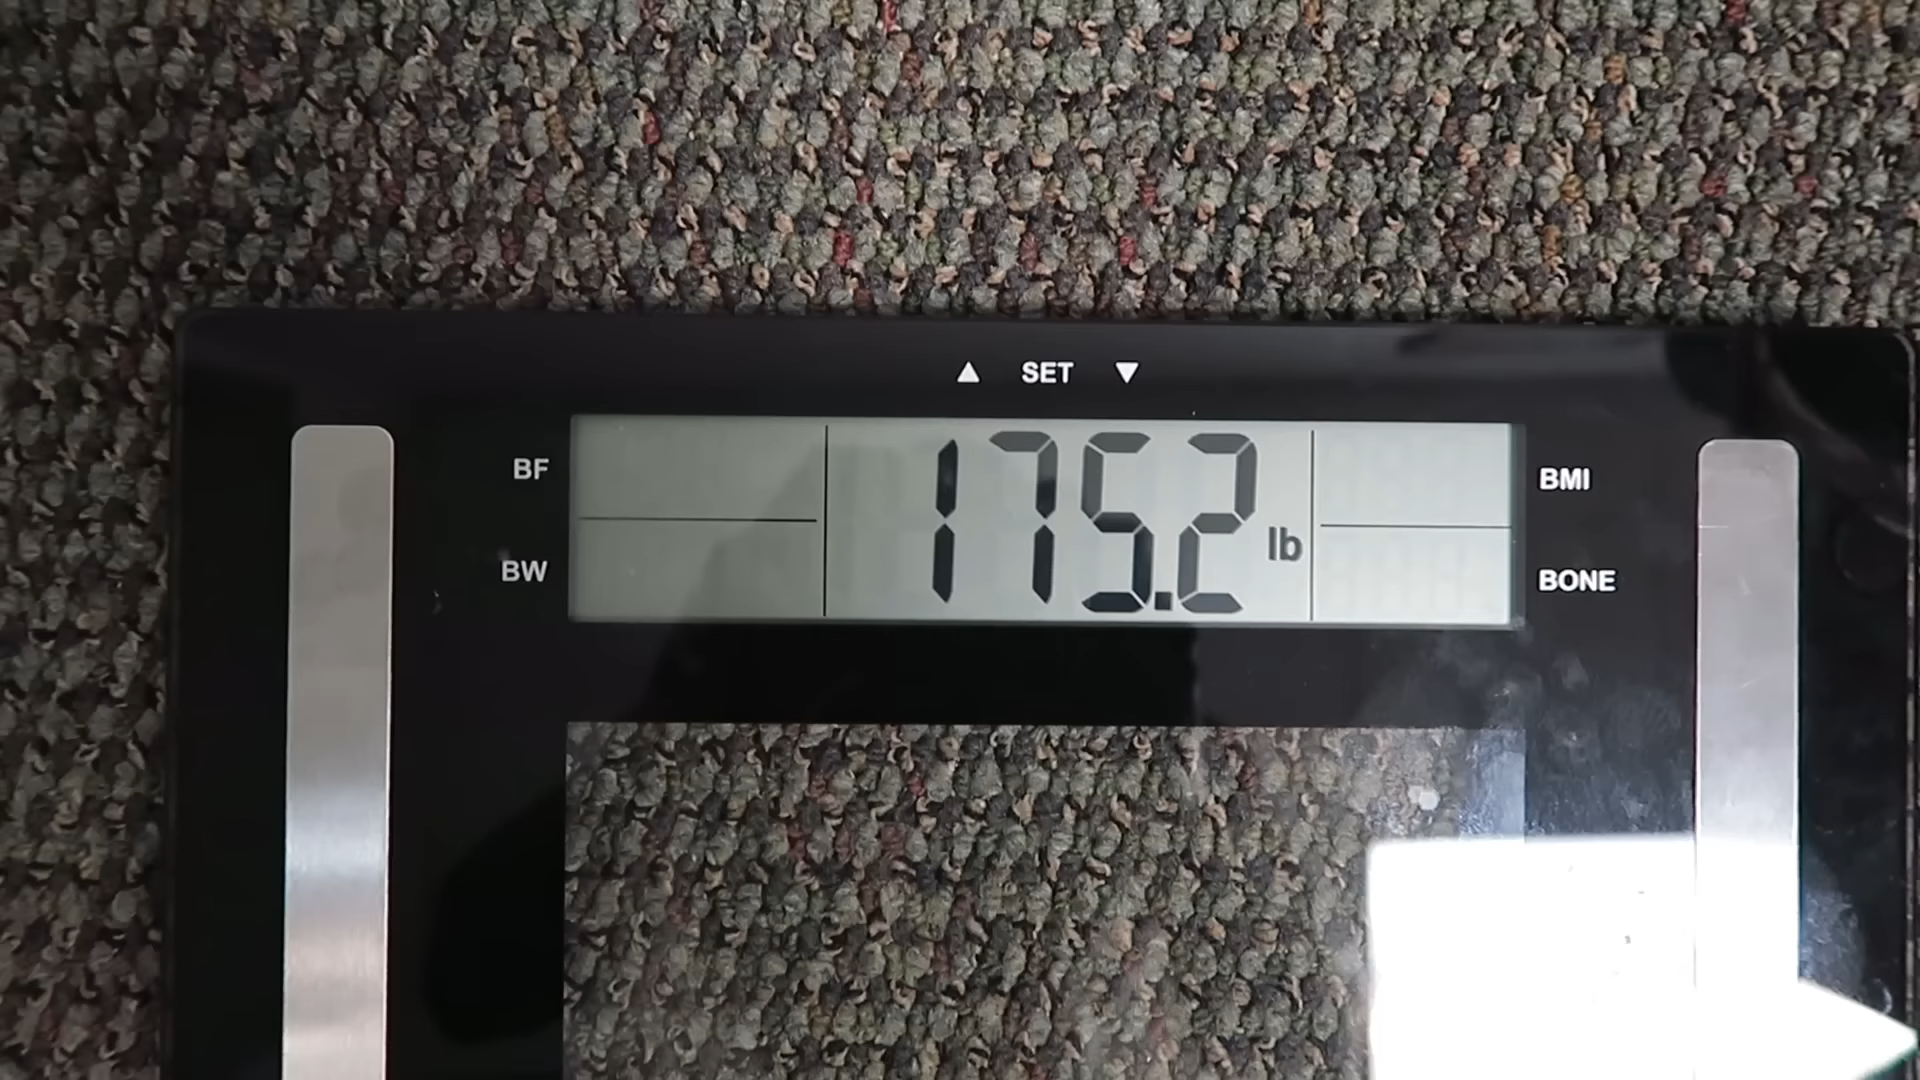 ▲ SET ▼
BF
175.2 lb
BMI
BW
BONE